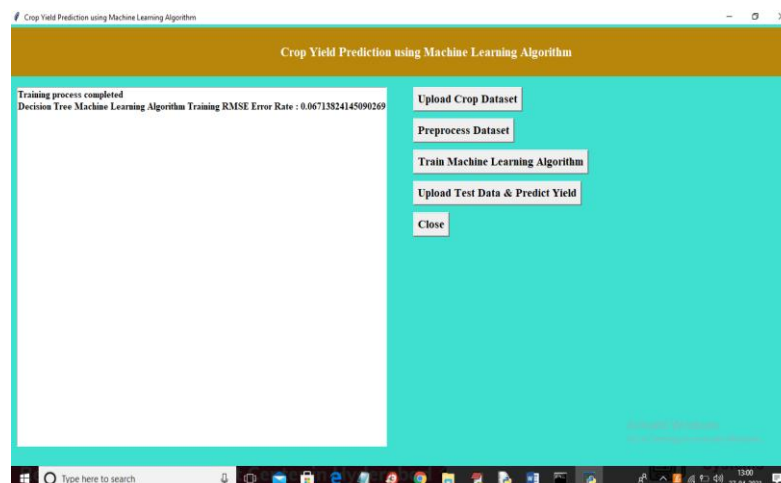 Crop Yield Prediction using Machine Learning Algorithm
Crop Yield Prediction using Machine Learning Algorithm
Training process completed
Decision Tree Machine Learning Algorithm Training RMSE Error Rate : 0.06713824145090269
Upload Crop Dataset
Preprocess Dataset
Train Machine Learning Algorithm
Upload Test Data & Predict Yield
Close
Type here to search
13:00